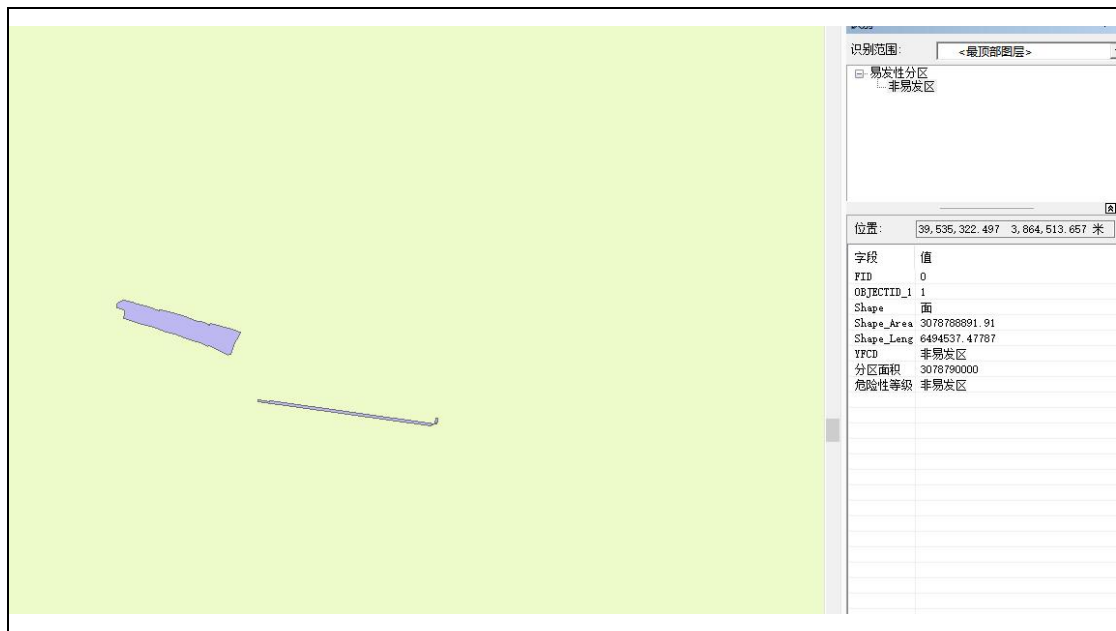 识别范围: <最顶部图层>
易发性分区
非易发区
位置: 39,535,322.497 3,864,513.657 米
字段 值
FID 0
OBJECTID_1 1
Shape 面
Shape_Area 3078788891.91
Shape_Leng 6494537.47787
YFCD 非易发区
分区面积 3078790000
危险性等级 非易发区